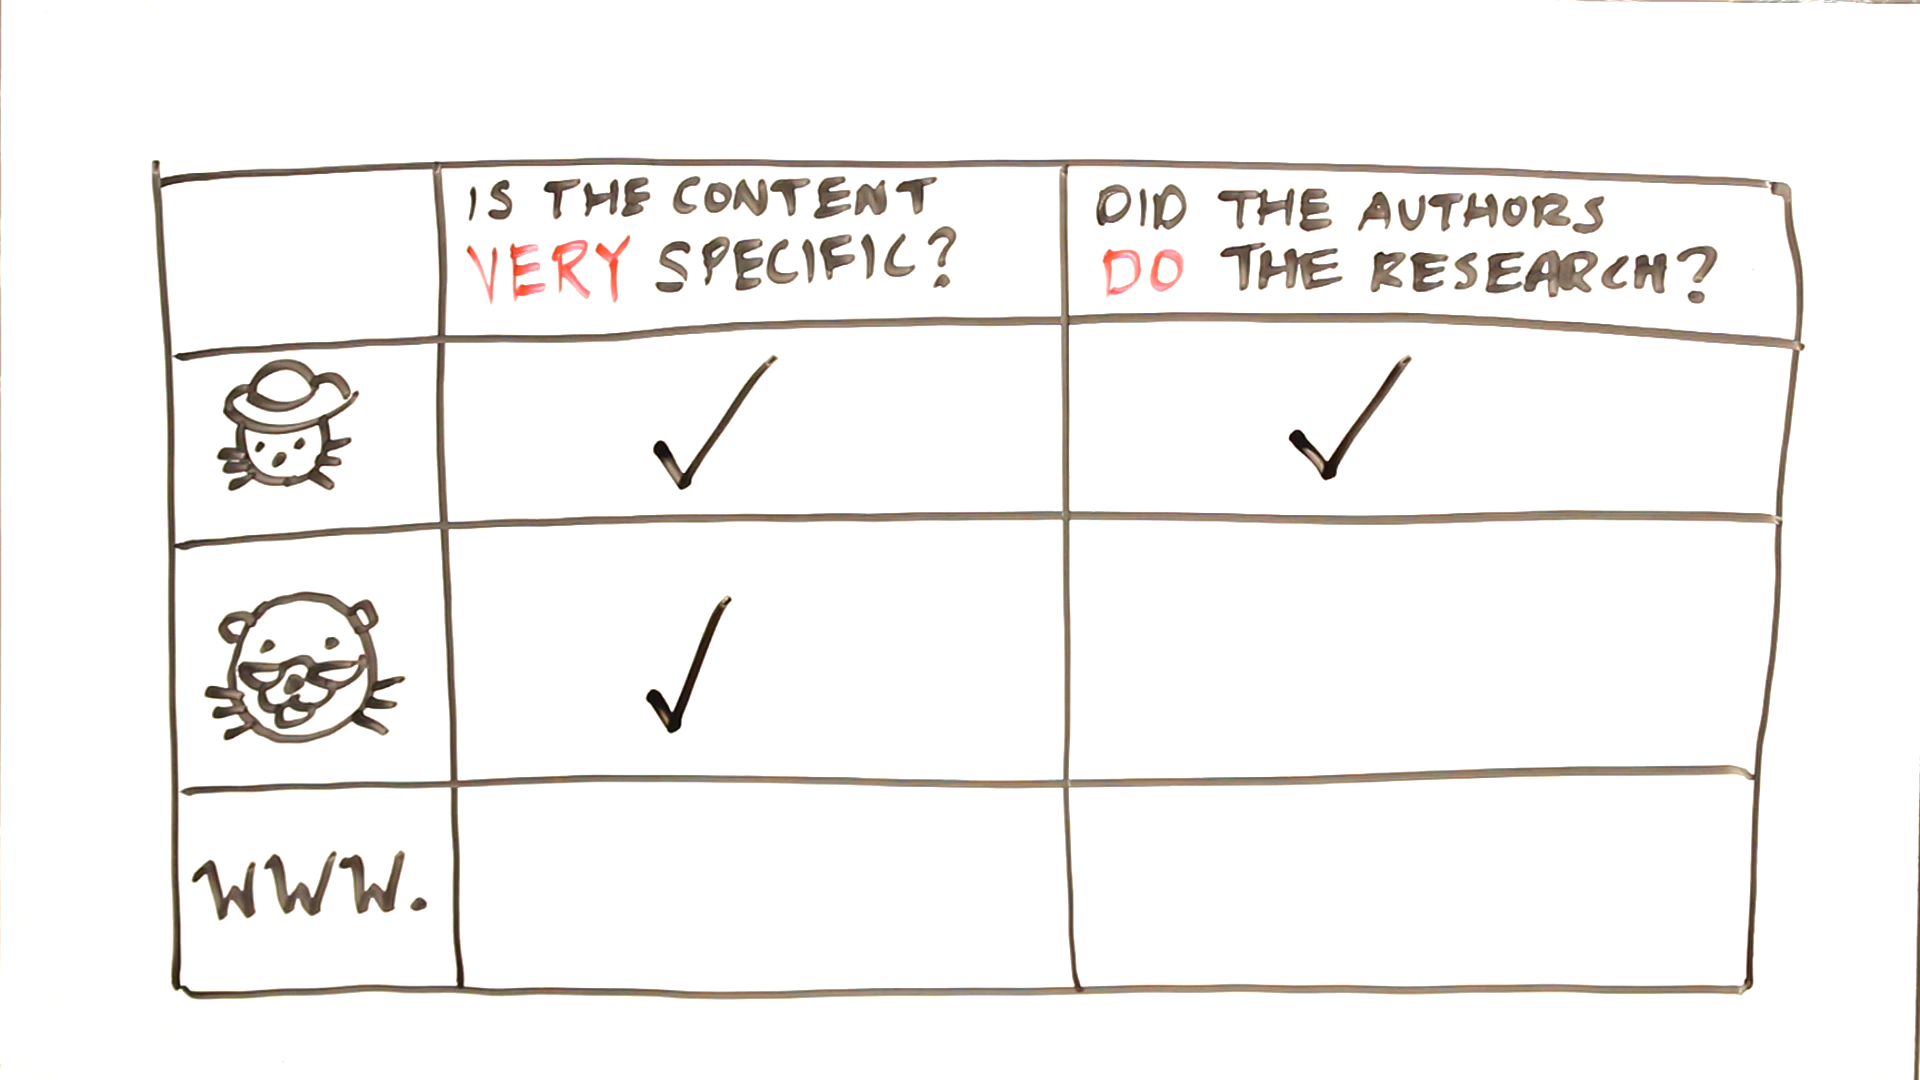 IS THE CONTENT
VERY SPECIFIC?
DID THE AUTHORS
DO THE RESEARCH?
WWW.